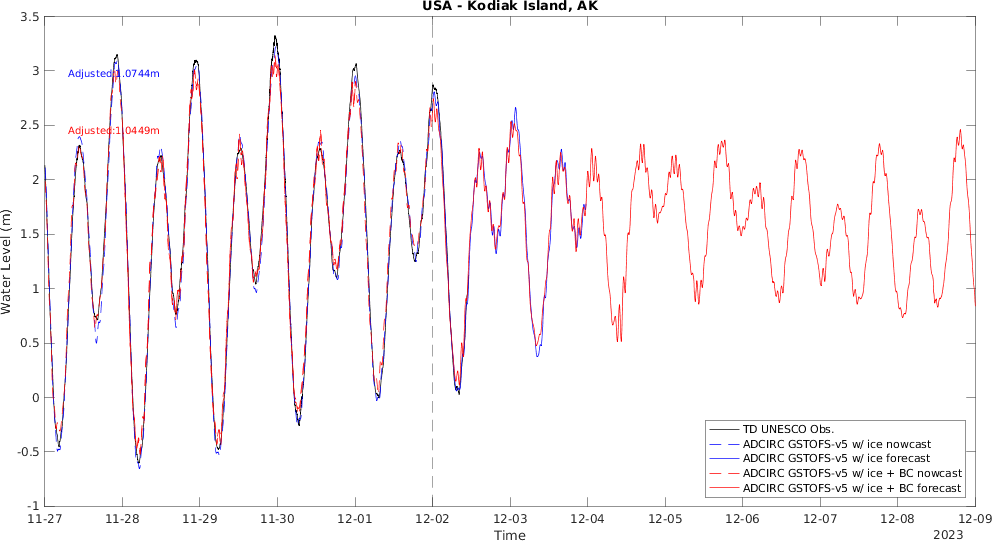 USA - Kodiak Island, AK
3.5
3
2.5
2
1.5
1
0.5
0
-0.5
-1
Water Level (m)
Adjusted:1.0744m
Adjusted:1.0449m
TD UNESCO Obs.
ADCIRC GSTOFS-v5 w/ ice nowcast
ADCIRC GSTOFS-v5 w/ ice forecast
ADCIRC GSTOFS-v5 w/ ice + BC nowcast
ADCIRC GSTOFS-v5 w/ ice + BC forecast
11-27 11-28 11-29 11-30 12-01 12-02 12-03 12-04 12-05 12-06 12-07 12-08 12-09
Time
2023